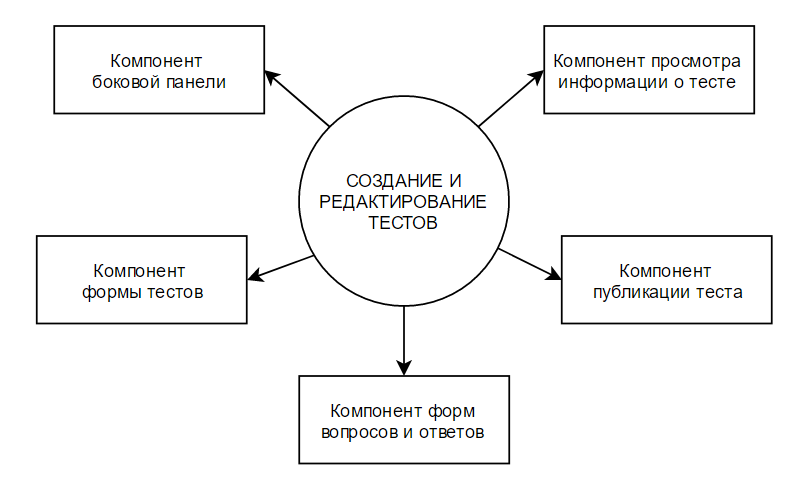 Компонент
боковой панели
Компонент просмотра
информации о тесте
СОЗДАНИЕ И
РЕДАКТИРОВАНИЕ
ТЕСТОВ
Компонент
формы тестов
Компонент
публикации теста
Компонент форм
вопросов и ответов